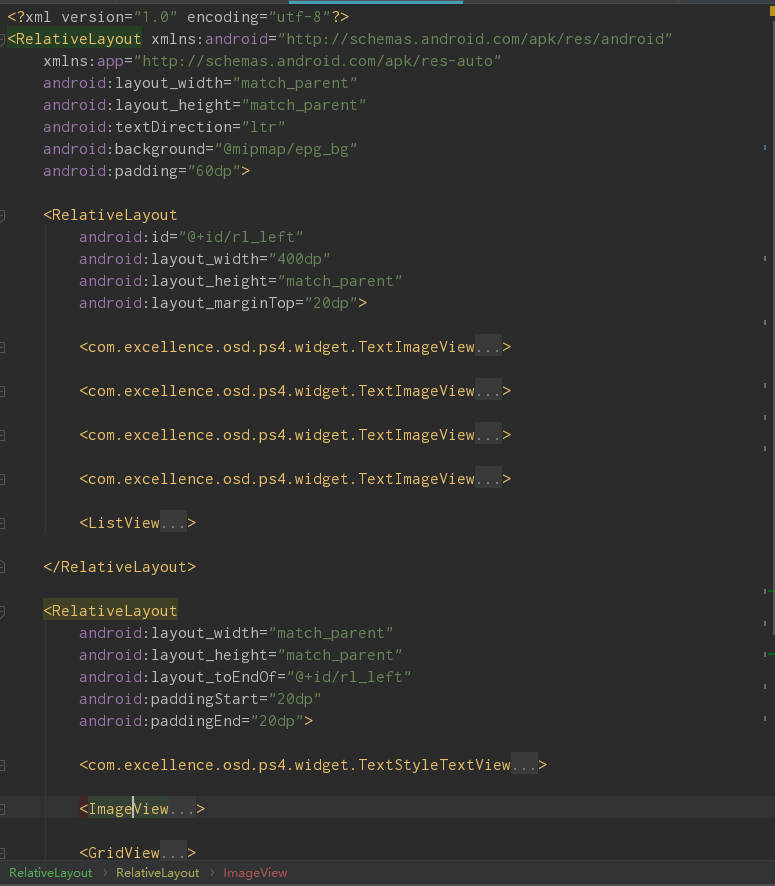 <?xml version="1.0" encoding="utf-8"?>
<RelativeLayout xmlns:android="http://schemas.android.com/apk/res/android"
    xmlns:app="http://schemas.android.com/apk/res-auto"
    android:layout_width="match_parent"
    android:layout_height="match_parent"
    android:textDirection="ltr"
    android:background="@mipmap/epg_bg"
    android:padding="60dp">
    <RelativeLayout
        android:id="@+id/rl_left"
        android:layout_width="400dp"
        android:layout_height="match_parent"
        android:layout_marginTop="20dp">
        <com.excellence.osd.ps4.widget.TextImageView...>
        <com.excellence.osd.ps4.widget.TextImageView...>
        <com.excellence.osd.ps4.widget.TextImageView...>
        <com.excellence.osd.ps4.widget.TextImageView...>
        <ListView...>
    </RelativeLayout>
    <RelativeLayout
        android:layout_width="match_parent"
        android:layout_height="match_parent"
        android:layout_toEndOf="@+id/rl_left"
        android:paddingStart="20dp"
        android:paddingEnd="20dp">
        <com.excellence.osd.ps4.widget.TextStyleTextView...>
        <ImageView...>
        <GridView...>
RelativeLayout › RelativeLayout › ImageView